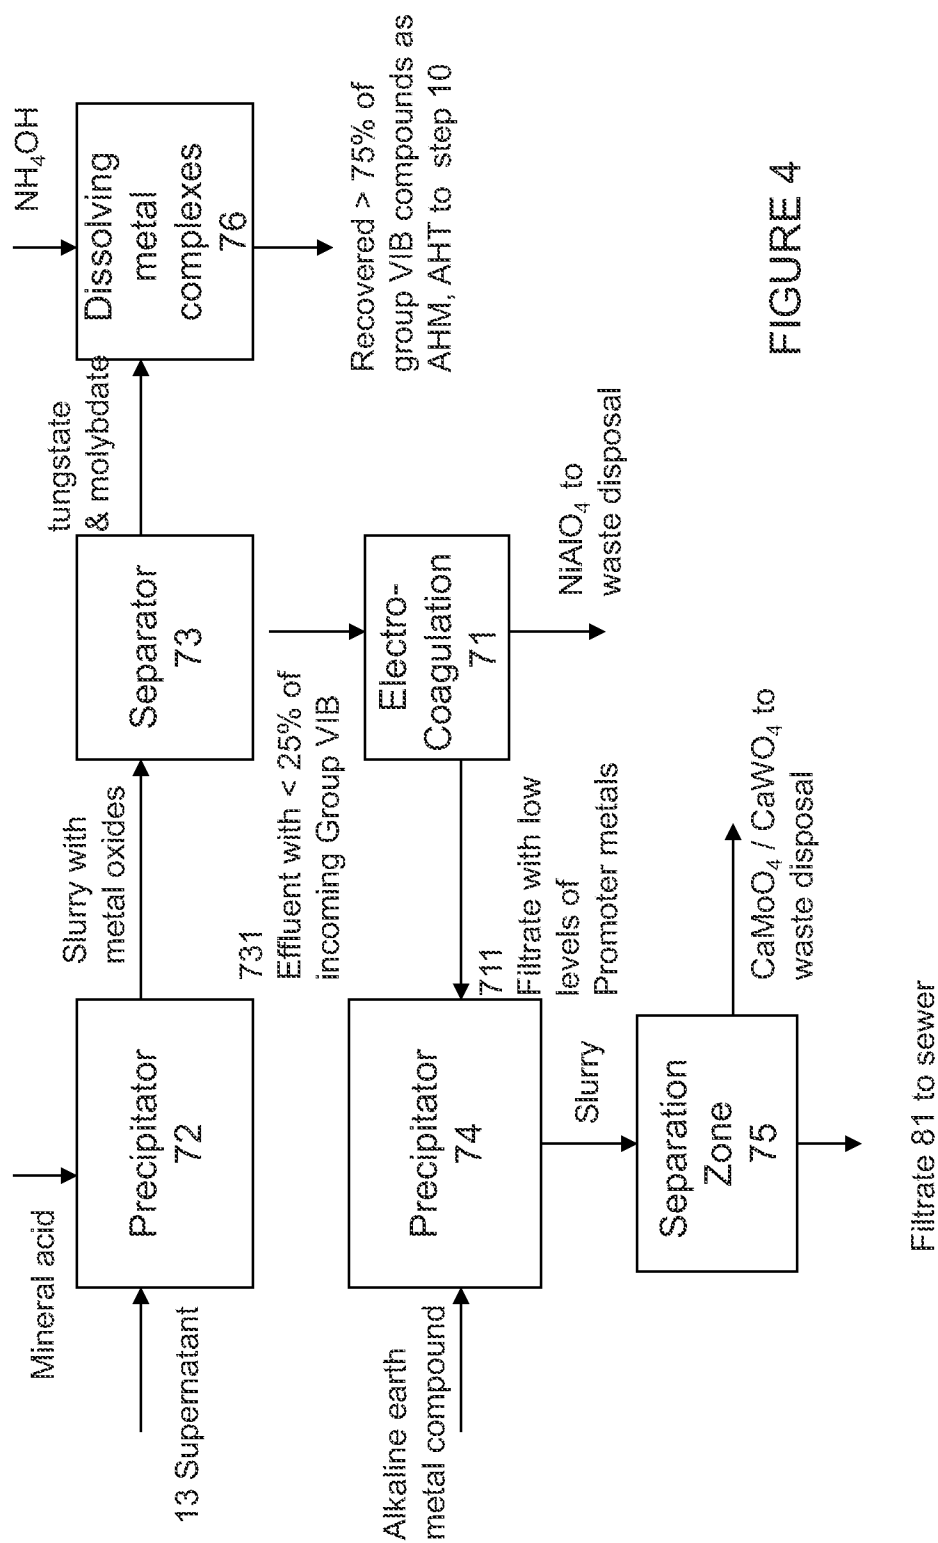 Mineral acid
13 Supernatant
Precipitator
72
Slurry with
metal oxides
Separator
73
tungstate
& molybdate
NH₄OH
Dissolving
metal
complexes
76
Recovered > 75% of
group VIB compounds as
AHM, AHT to step 10
731
Effluent with < 25% of
incoming Group VIB
Electro-
Coagulation
71
NiAlO₄ to
waste disposal
711
Filtrate with low
levels of
Promoter metals
Alkaline earth
metal compound
Precipitator
74
Slurry
Separation
Zone
75
CaMoO₄ / CaWO₄ to
waste disposal
Filtrate 81 to sewer
FIGURE 4